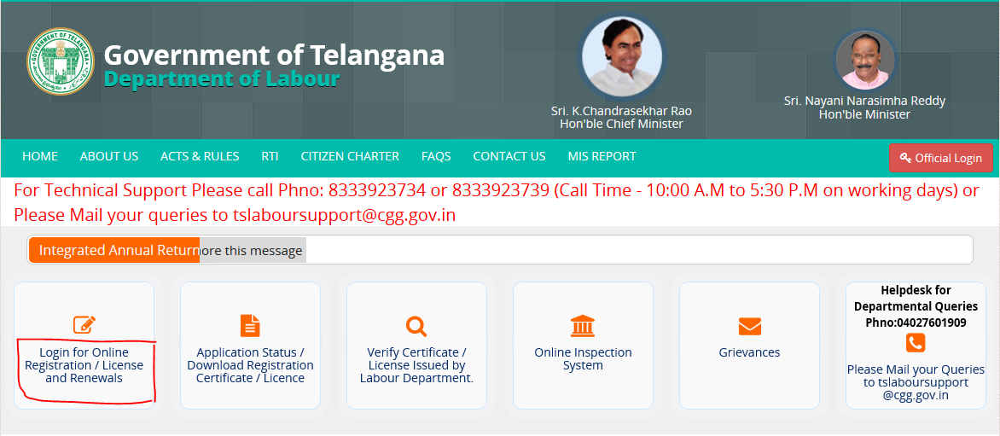 Government of Telangana
Department of Labour
Sri. K.Chandrasekhar Rao
Hon'ble Chief Minister
Sri. Nayani Narasimha Reddy
Hon'ble Minister
HOME ABOUT US ACTS & RULES RTI CITIZEN CHARTER FAQS CONTACT US MIS REPORT Official Login
For Technical Support Please call Phno: 8333923734 or 8333923739 (Call Time - 10:00 A.M to 5:30 P.M on working days) or
Please Mail your queries to tslaboursupport@cgg.gov.in
Integrated Annual Return ore this message
Login for Online
Registration / License
and Renewals
Application Status /
Download Registration
Certificate / Licence
Verify Certificate /
License Issued by
Labour Department.
Online Inspection
System
Grievances
Helpdesk for
Departmental Queries
Phno:04027601909
Please Mail your Queries
to tslaboursupport
@cgg.gov.in